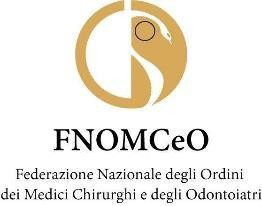 FNOMCeO
Federazione Nazionale degli Ordini
dei Medici Chirurghi e degli Odontoiatri